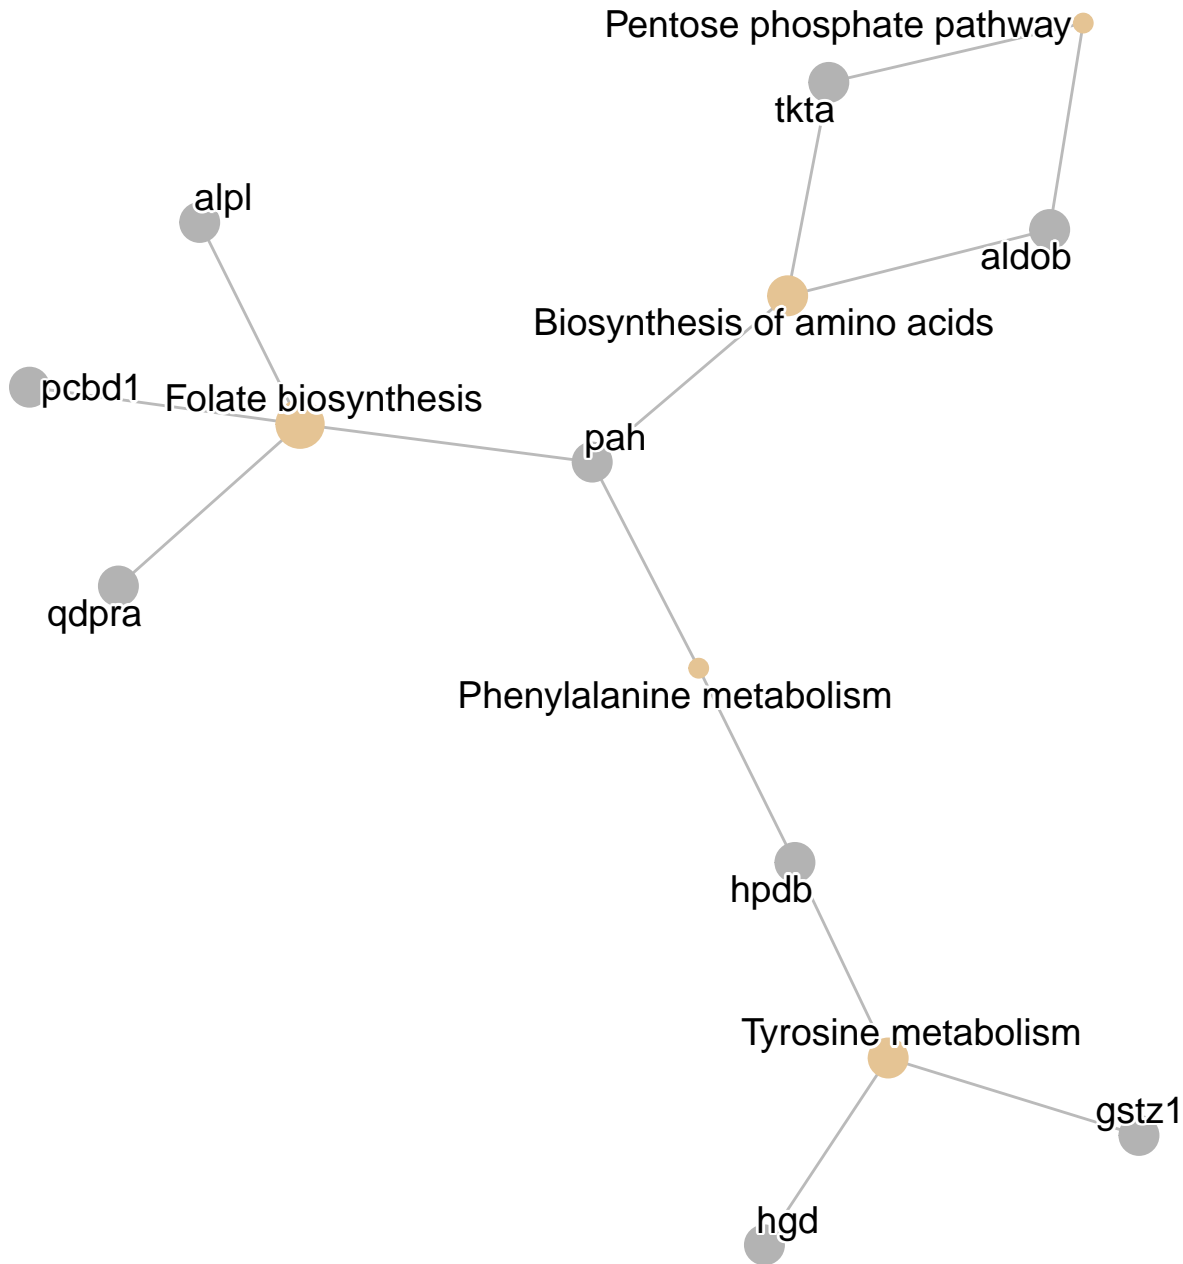 Pentose phosphate pathway
tkta
alpl
aldob
Biosynthesis of amino acids
pcbd1
Folate biosynthesis
pah
qdpra
Phenylalanine metabolism
hpdb
Tyrosine metabolism
gstz1
hgd